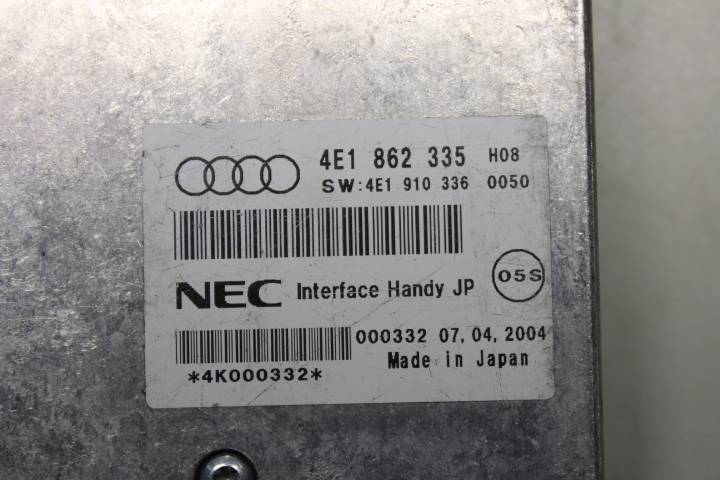 4E1 862 335 H08
SW:4E1 910 336 0050
NEC Interface Handy JP
05S
000332 07,04,2004
*4K000332* Made in Japan